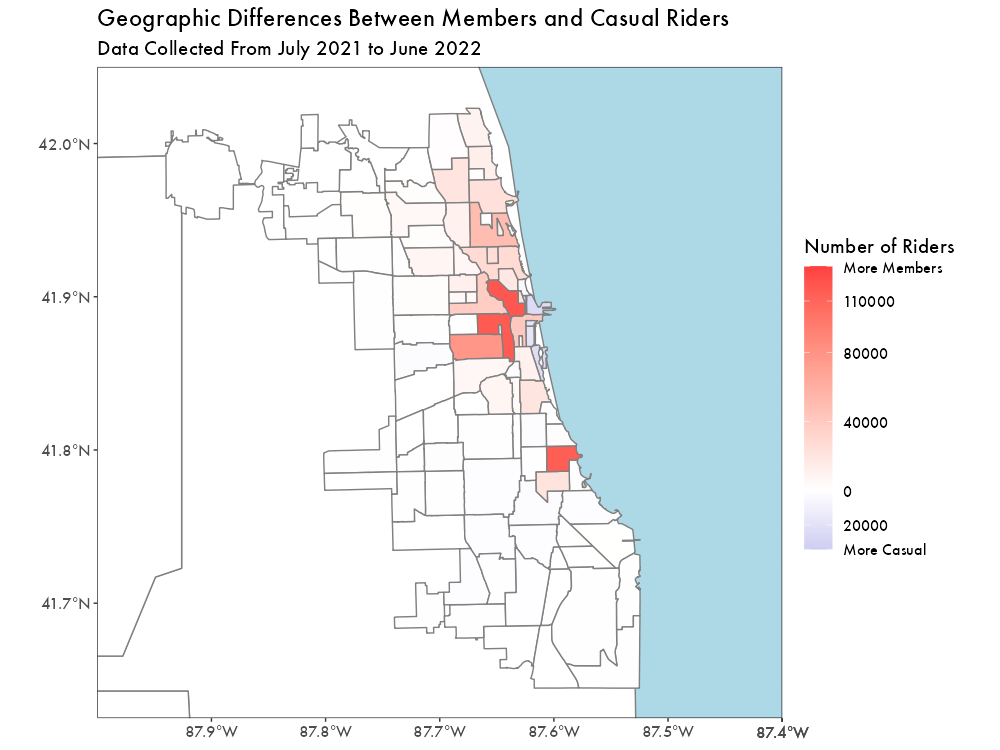 Geographic Differences Between Members and Casual Riders
Data Collected From July 2021 to June 2022
42.0°N
41.9°N
41.8°N
41.7°N
87.9°W
87.8°W
87.7°W
87.6°W
87.5°W
87.4°W
Number of Riders
More Members
110000
80000
40000
0
20000
More Casual